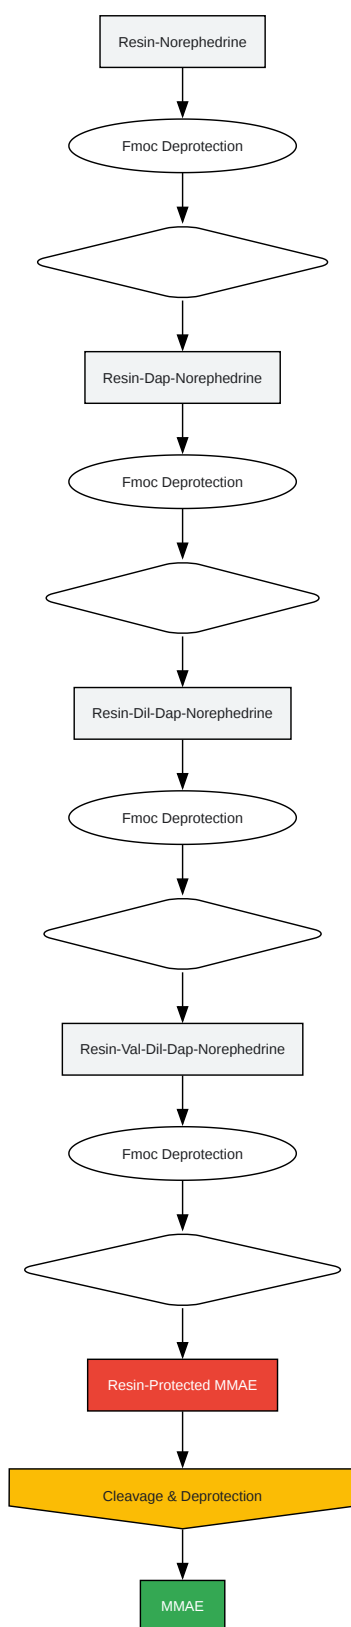 Resin-Norephedrine
Fmoc Deprotection
Resin-Dap-Norephedrine
Fmoc Deprotection
Resin-Dil-Dap-Norephedrine
Fmoc Deprotection
Resin-Val-Dil-Dap-Norephedrine
Fmoc Deprotection
Resin-Protected MMAE
Cleavage & Deprotection
MMAE